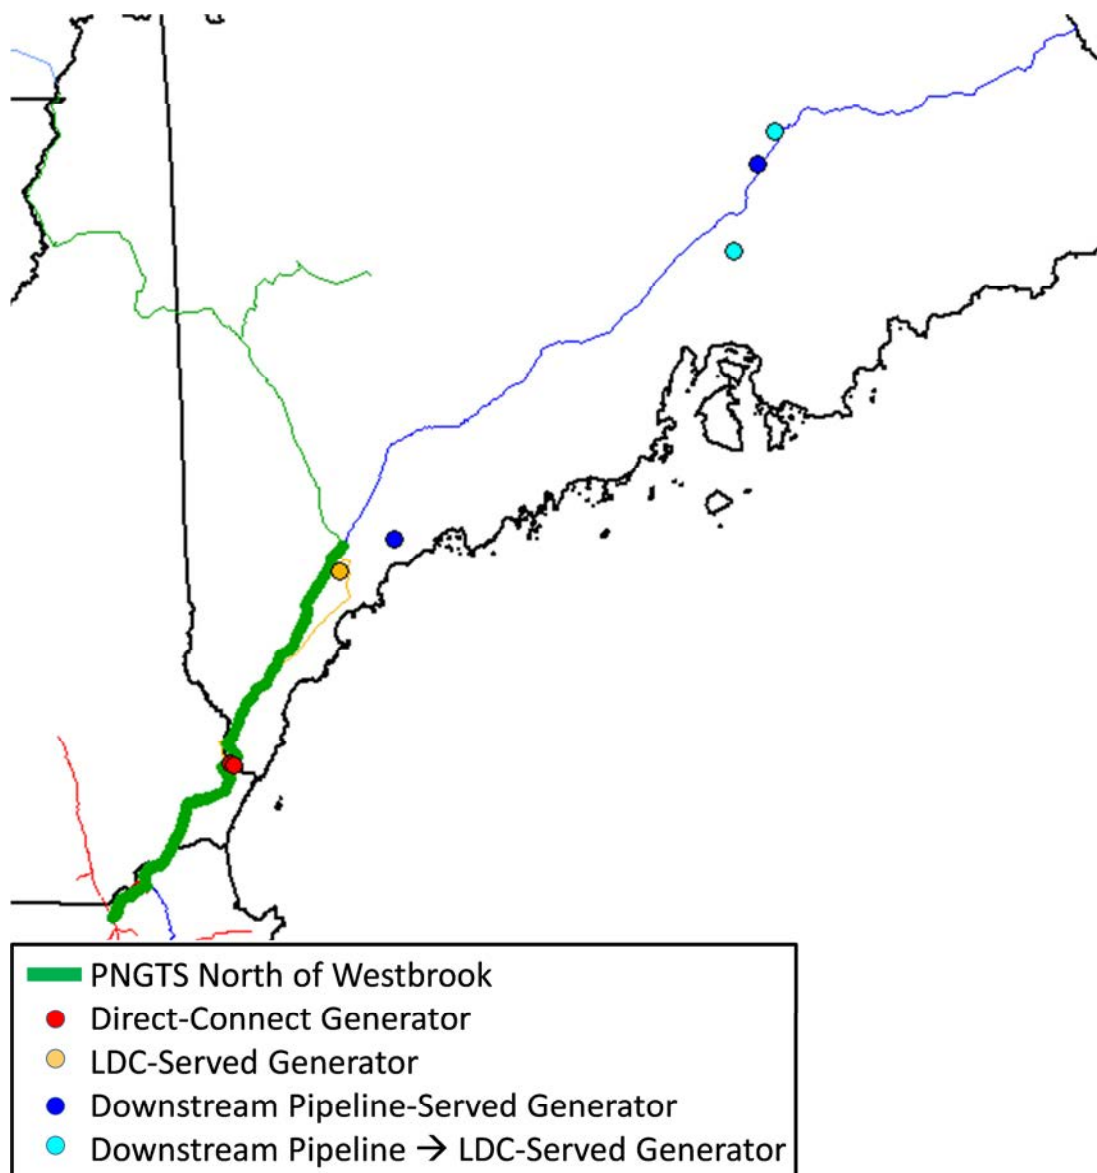 PNGTS North of Westbrook
Direct-Connect Generator
LDC-Served Generator
Downstream Pipeline-Served Generator
Downstream Pipeline → LDC-Served Generator